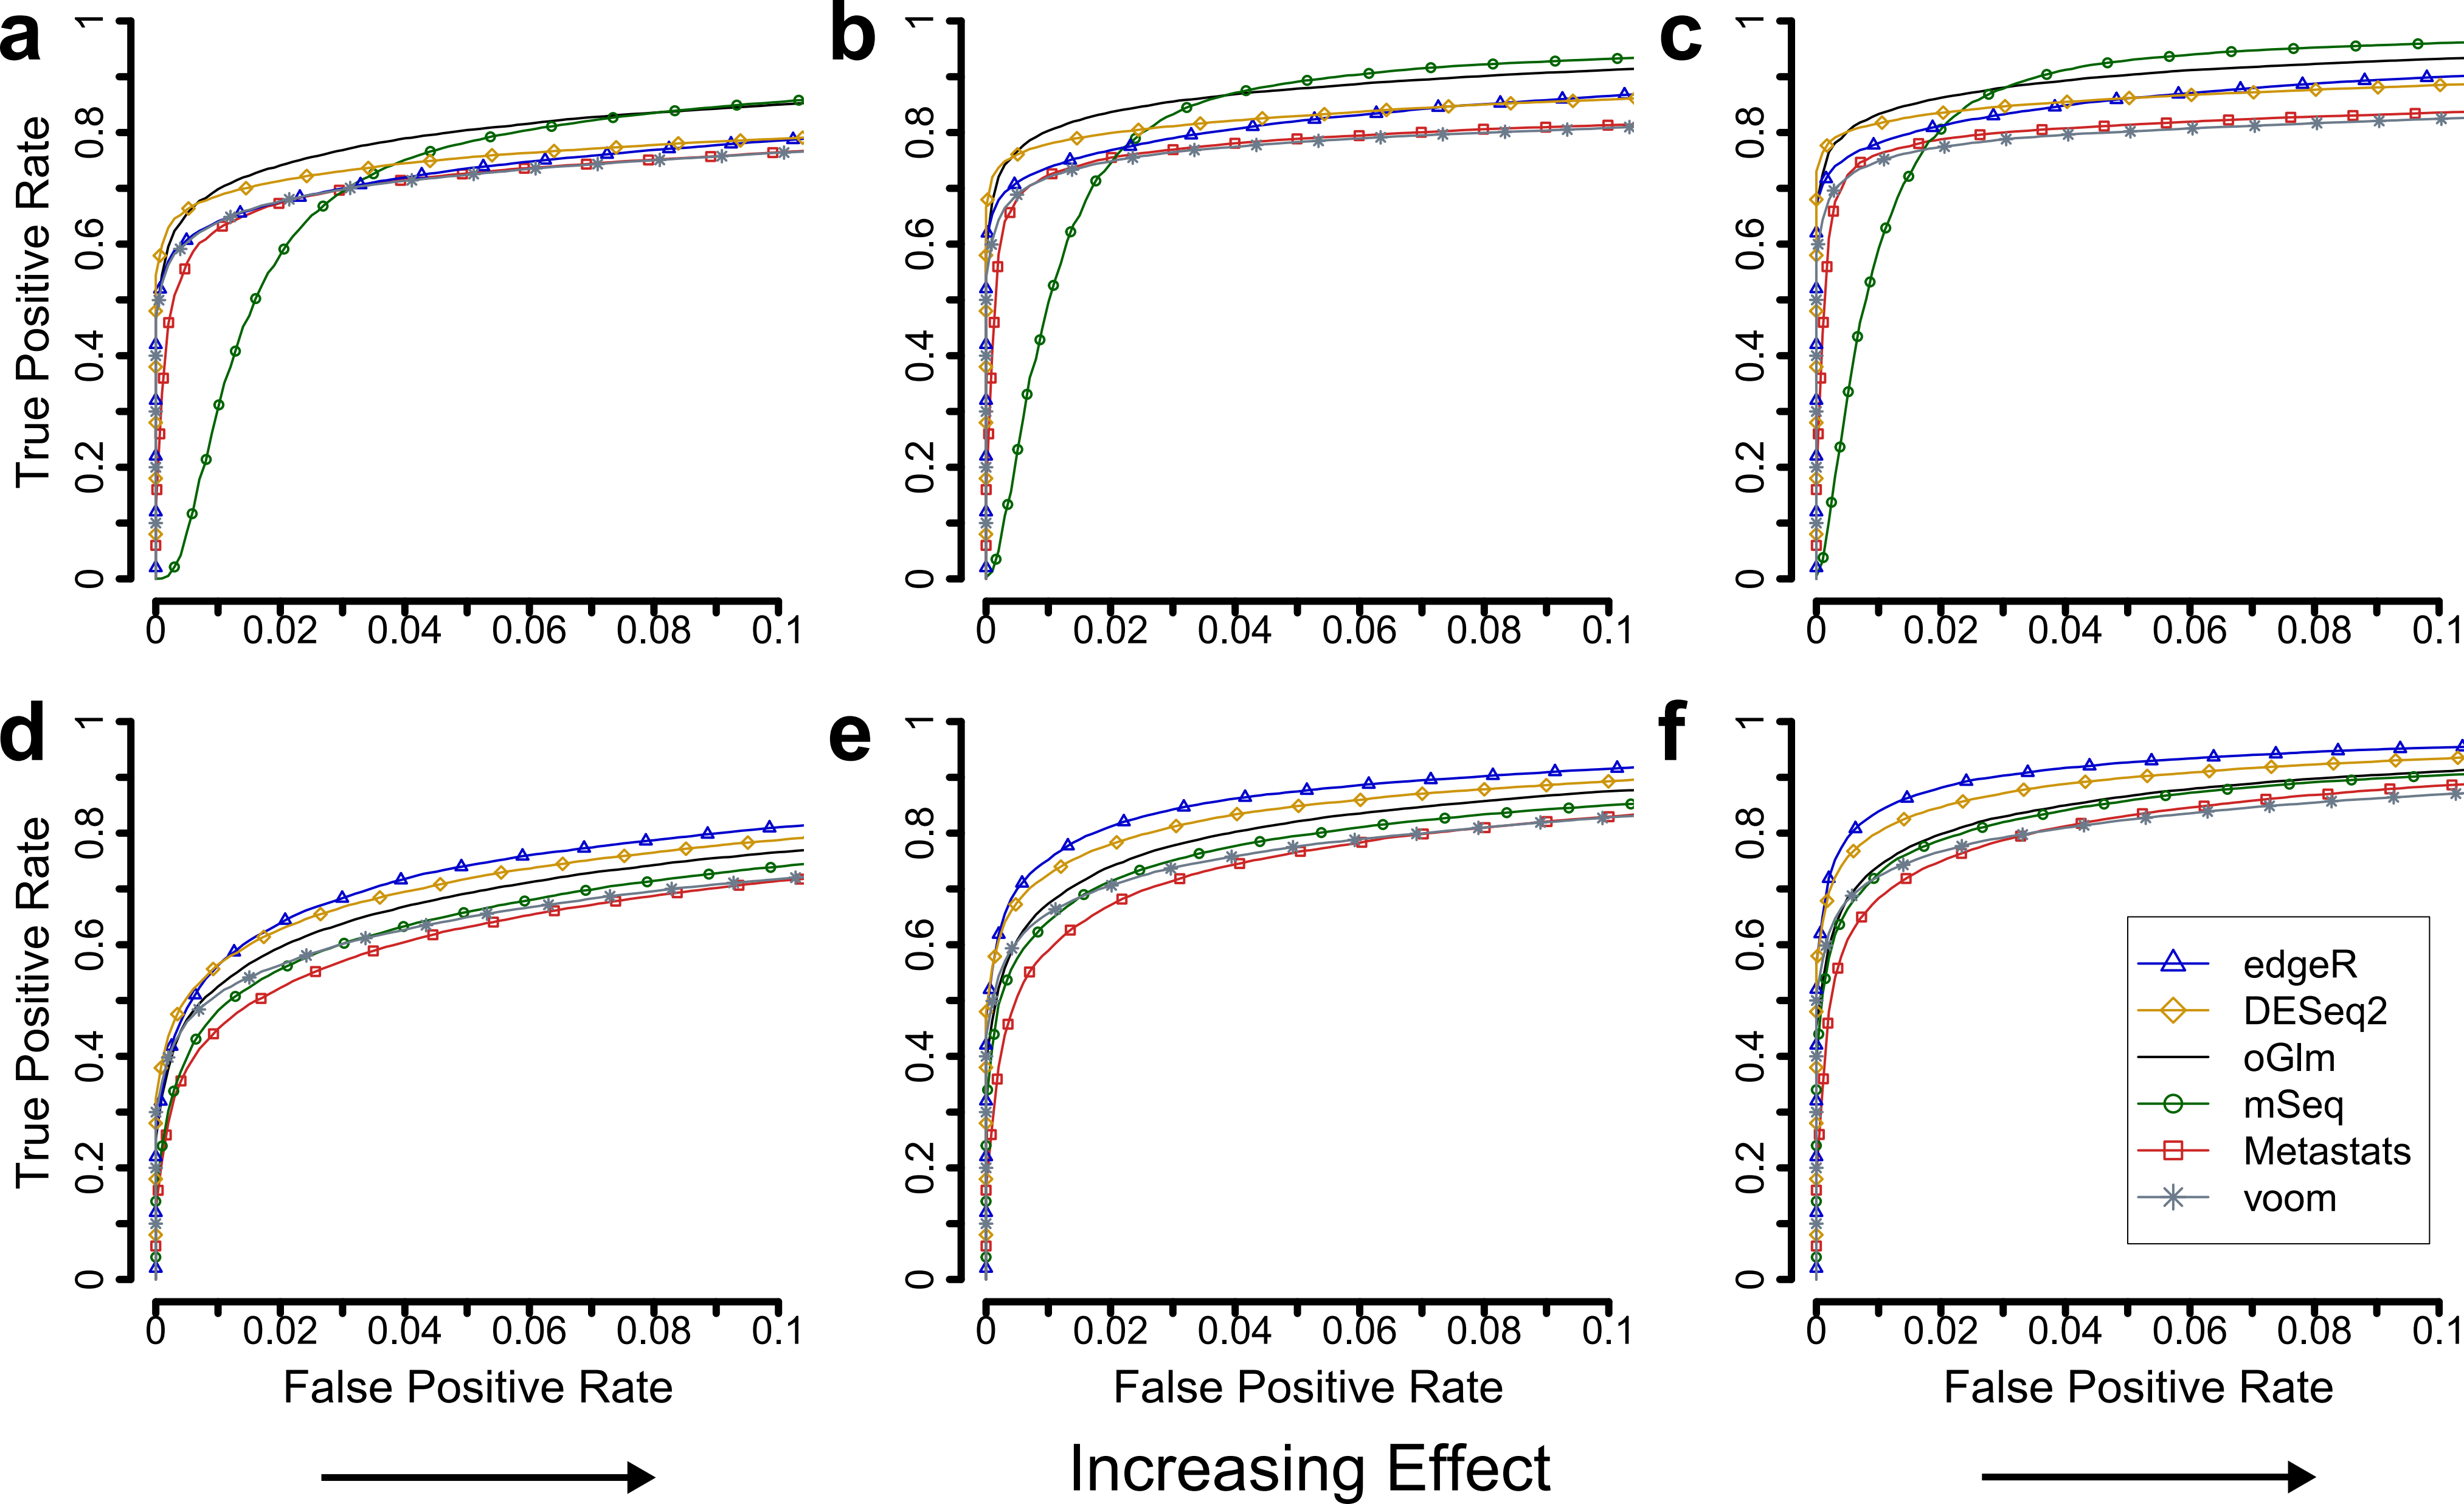 a
b
c
True Positive Rate
0 0.2 0.4 0.6 0.8 1
0 0.2 0.4 0.6 0.8 1
0 0.2 0.4 0.6 0.8 1
0 0.02 0.04 0.06 0.08 0.1
0 0.02 0.04 0.06 0.08 0.1
0 0.02 0.04 0.06 0.08 0.1
d
e
f
True Positive Rate
0 0.2 0.4 0.6 0.8 1
0 0.2 0.4 0.6 0.8 1
0 0.2 0.4 0.6 0.8 1
edgeR
DESeq2
oGlm
mSeq
Metastats
voom
0 0.02 0.04 0.06 0.08 0.1
0 0.02 0.04 0.06 0.08 0.1
0 0.02 0.04 0.06 0.08 0.1
False Positive Rate
False Positive Rate
False Positive Rate
Increasing Effect